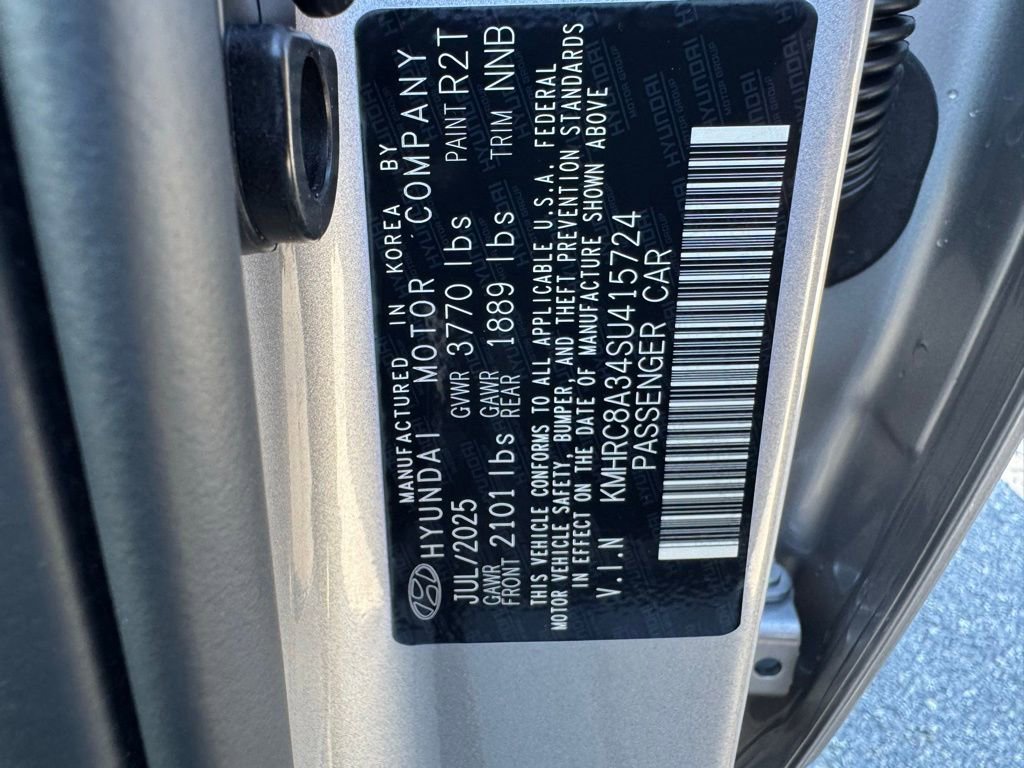 MANUFACTURED IN KOREA BY
HYUNDAI MOTOR COMPANY
JUL/2025 GVWR 3770 lbs PAINT R2T
GAWR FRONT 2101 lbs GAWR REAR 1889 lbs TRIM NNB
THIS VEHICLE CONFORMS TO ALL APPLICABLE U.S.A. FEDERAL
MOTOR VEHICLE SAFETY, BUMPER, AND THEFT PREVENTION STANDARDS
IN EFFECT ON THE DATE OF MANUFACTURE SHOWN ABOVE
V.I.N KMHRC8A34SU415724
PASSENGER CAR